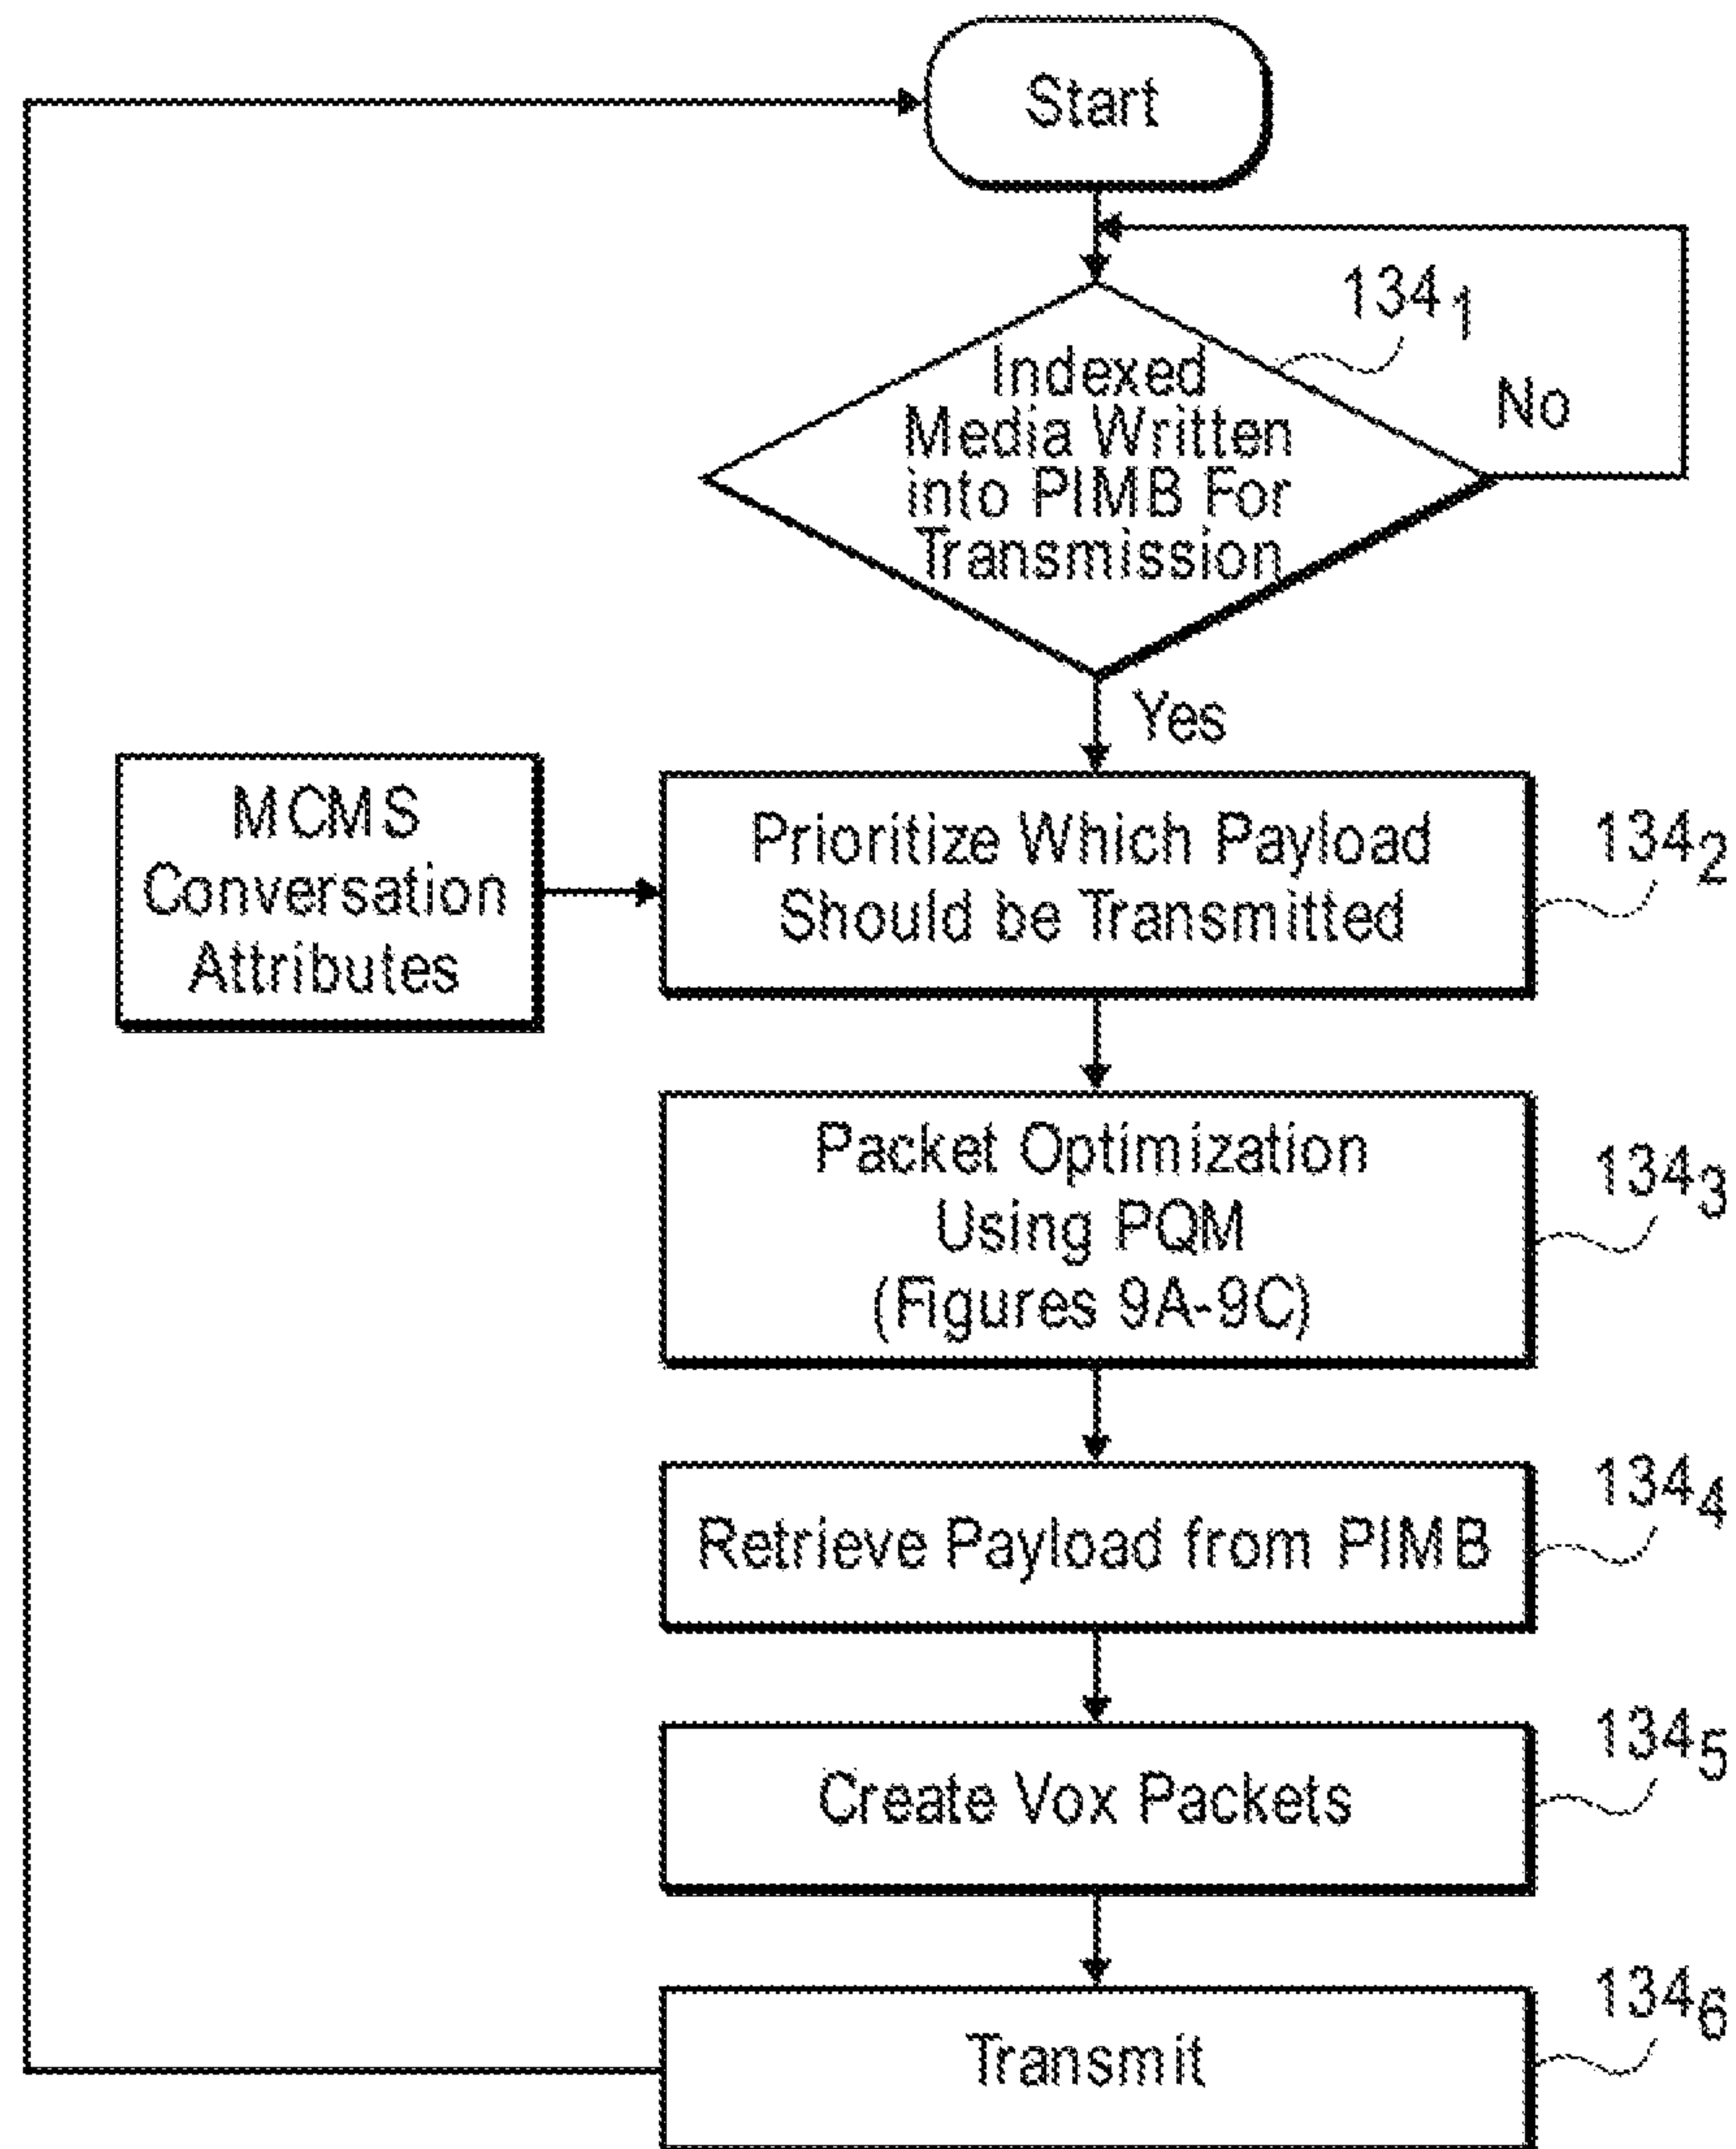 Start
134₁
Indexed
Media Written
into PIMB For
Transmission
No
Yes
MCMS
Conversation
Attributes
Prioritize Which Payload
Should be Transmitted
134₂
Packet Optimization
Using PQM
(Figures 9A-9C)
134₃
Retrieve Payload from PIMB
134₄
Create Vox Packets
134₅
Transmit
134₆